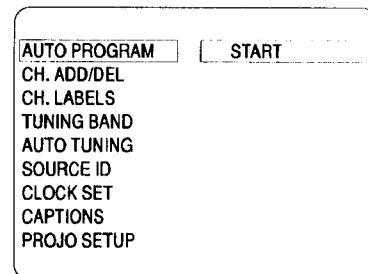 AUTO PROGRAM START
CH. ADD/DEL
CH. LABELS
TUNING BAND
AUTO TUNING
SOURCE ID
CLOCK SET
CAPTIONS
PROJO SETUP